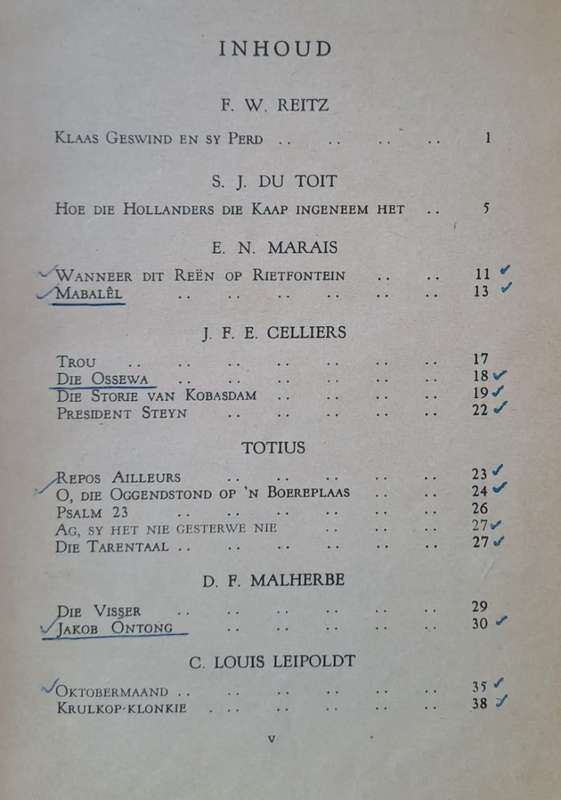 INHOUD
F. W. REITZ
KLAAS GESWIND EN SY PERD .. .. .. .. 1
S. J. DU TOIT
HOE DIE HOLLANDERS DIE KAAP INGENEEM HET .. 5
E. N. MARAIS
WANNEER DIT REËN OP RIETFONTEIN .. .. 11
MABALÊL .. .. .. .. .. .. 13
J. F. E. CELLIERS
TROU .. .. .. .. .. .. .. 17
DIE OSSEWA .. .. .. .. .. .. 18
DIE STORIE VAN KOBASDAM .. .. .. .. 19
PRESIDENT STEYN .. .. .. .. .. 22
TOTIUS
REPOS AILLEURS .. .. .. .. .. 23
O, DIE OGGENDSTOND OP 'N BOEREPLAAS .. .. 24
PSALM 23 .. .. .. .. .. .. 26
AG, SY HET NIE GESTERWE NIE .. .. .. 27
DIE TARENTAAL .. .. .. .. .. .. 27
D. F. MALHERBE
DIE VISSER .. .. .. .. .. .. 29
JAKOB ONTONG .. .. .. .. .. 30
C. LOUIS LEIPOLDT
OKTOBERMAAND .. .. .. .. .. .. 35
KRULKOP-KLONKIE . .. .. .. .. .. 38
v